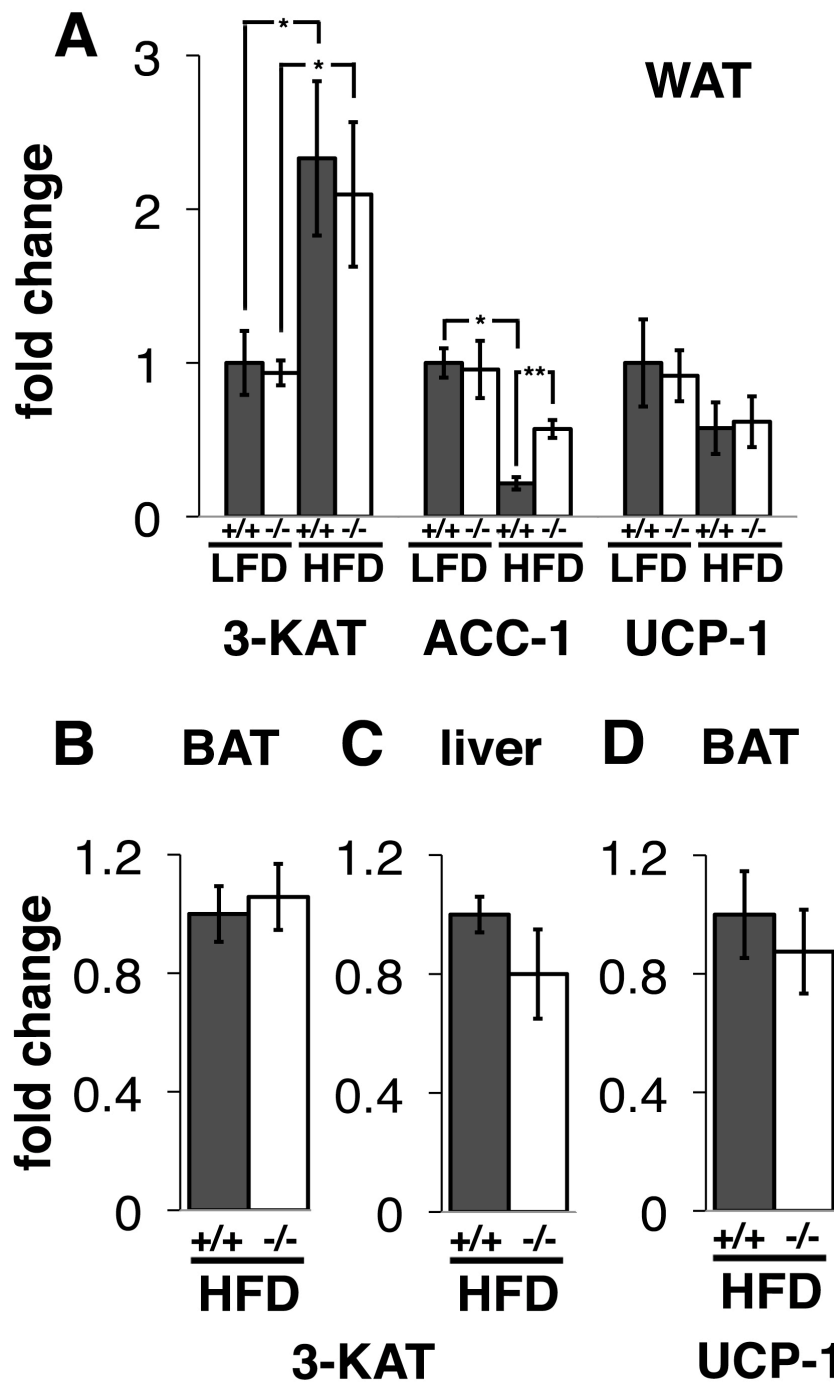 A
WAT
fold change
3
2
1
0
*
*
*
**
+/+ -/- +/+ -/- +/+ -/- +/+ -/- +/+ -/- +/+ -/-
LFD HFD LFD HFD LFD HFD
3-KAT ACC-1 UCP-1
B BAT C liver D BAT
fold change
1.2 1.2 1.2
0.8 0.8 0.8
0.4 0.4 0.4
0 0 0
+/+ -/- +/+ -/- +/+ -/-
HFD HFD HFD
3-KAT UCP-1